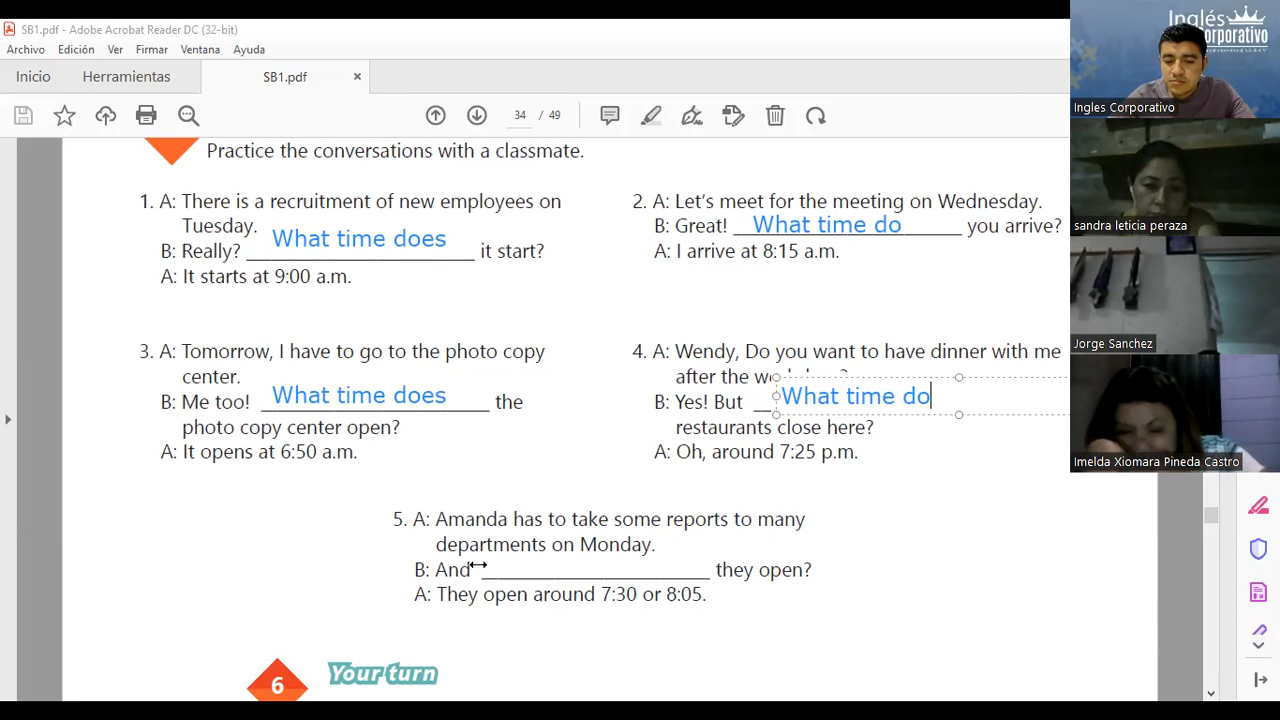 SB1.pdf - Adobe Acrobat Reader DC (32-bit)
Archivo Edición Ver Firmar Ventana Ayuda
Inicio Herramientas SB1.pdf ×
34 / 49
Practice the conversations with a classmate.
1. A: There is a recruitment of new employees on
Tuesday.
B: Really? What time does it start?
A: It starts at 9:00 a.m.
2. A: Let's meet for the meeting on Wednesday.
B: Great! What time do you arrive?
A: I arrive at 8:15 a.m.
3. A: Tomorrow, I have to go to the photo copy
center.
B: Me too! What time does the
photo copy center open?
A: It opens at 6:50 a.m.
4. A: Wendy, Do you want to have dinner with me
after the
B: Yes! But What time do
restaurants close here?
A: Oh, around 7:25 p.m.
5. A: Amanda has to take some reports to many
departments on Monday.
B: And ____ they open?
A: They open around 7:30 or 8:05.
6 Your turn
Inglés
Corporativo
Ingles Corporativo
sandra leticia peraza
Jorge Sanchez
Imelda Xiomara Pineda Castro